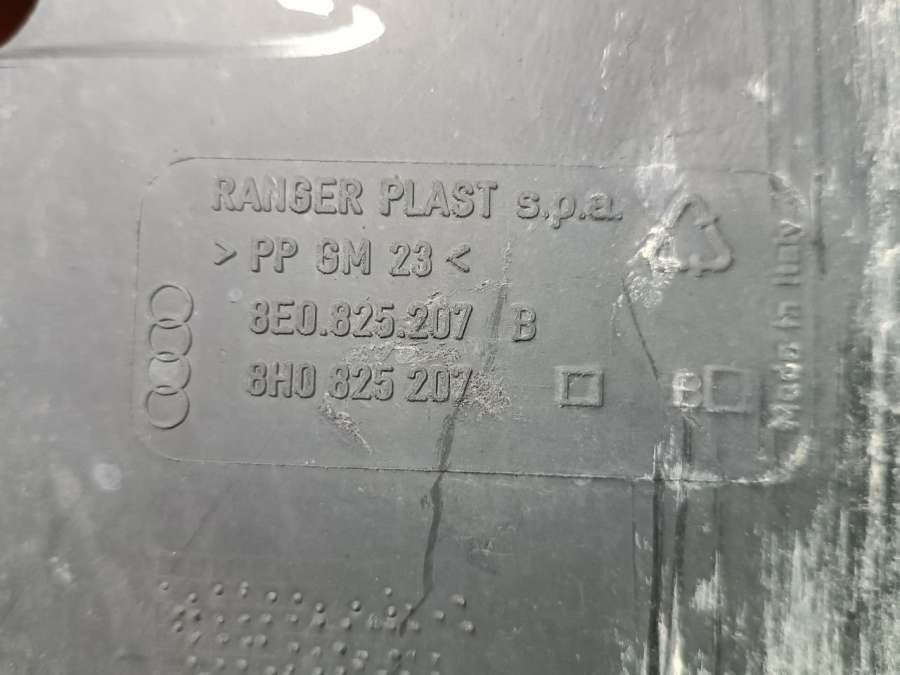 RANGER PLAST s.p.a.
> PP GM 23 <
8E0.825.207 B
8H0 825 207 B
Made in Italy